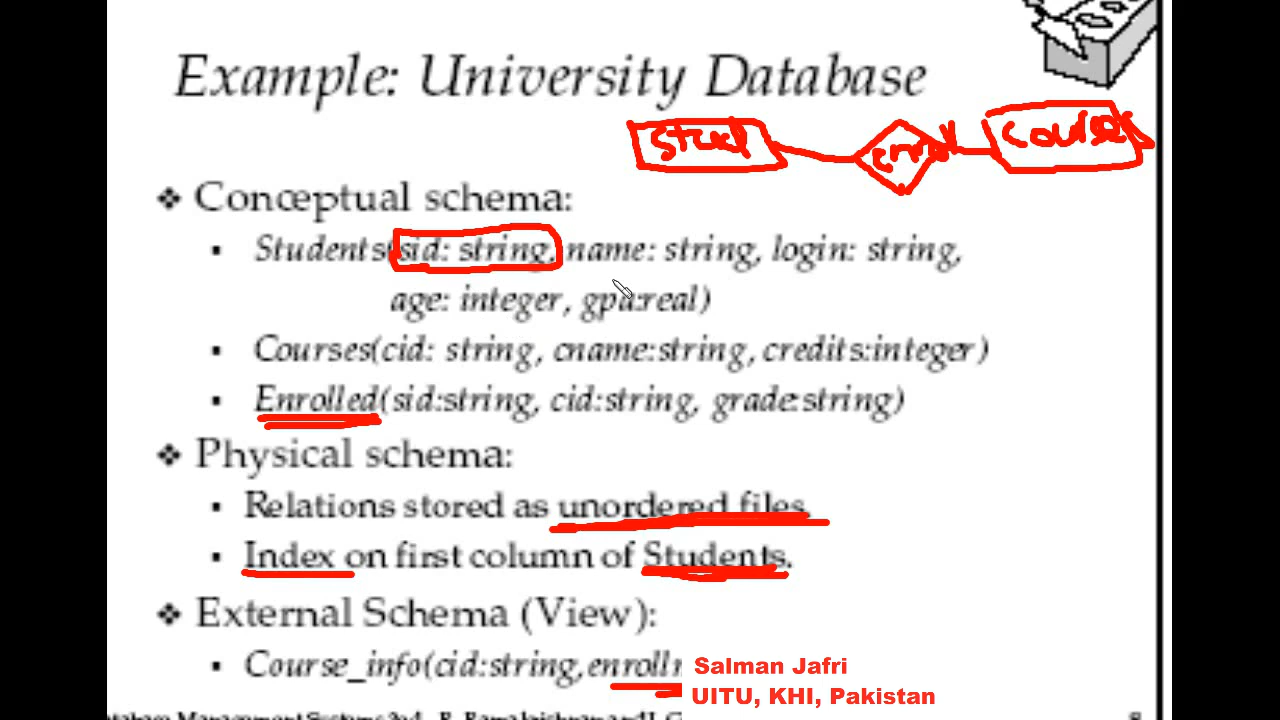 Example: University Database
Stud
Enroll
Courses
❖ Conceptual schema:
▪ Students(sid: string, name: string, login: string,
age: integer, gpa:real)
▪ Courses(cid: string, cname:string, credits:integer)
▪ Enrolled(sid:string, cid:string, grade:string)
❖ Physical schema:
▪ Relations stored as unordered files.
▪ Index on first column of Students.
❖ External Schema (View):
▪ Course_info(cid:string,enrollm
Salman Jafri
UITU, KHI, Pakistan